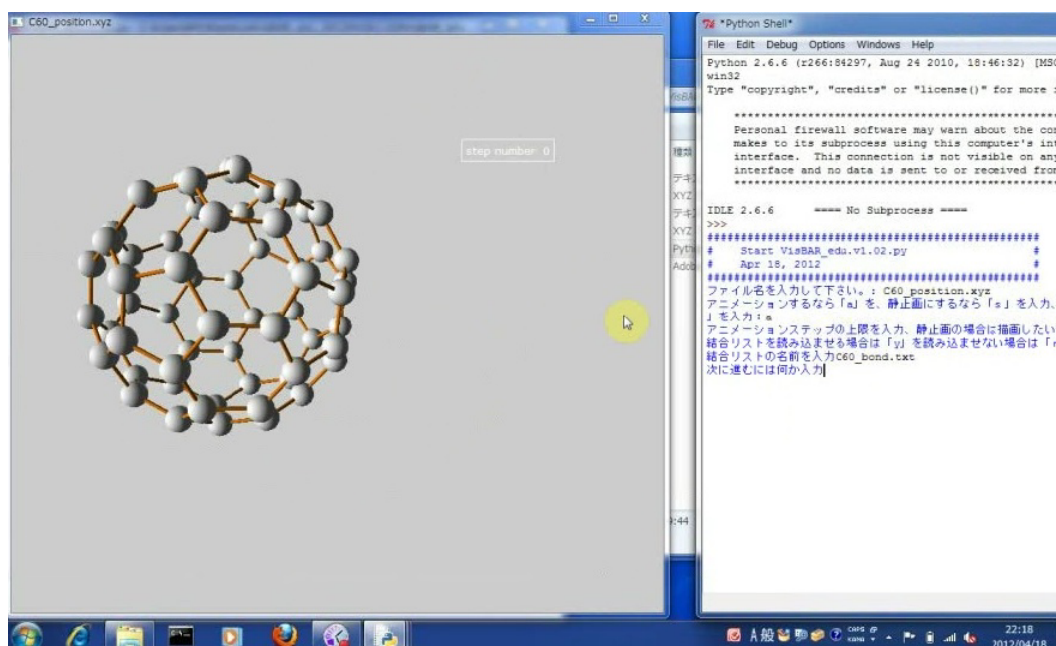 C60_position.xyz
step number 0
種類
XYZ
XYZ
9:44
*Python Shell*
File Edit Debug Options Windows Help
Python 2.6.6 (r266:84297, Aug 24 2010, 18:46:32) [MSC
win32
Type "copyright", "credits" or "license()" for more
****************************************
Personal firewall software may warn about the
makes to its subprocess using this computer's
interface. This connection is not visible on any
interface and no data is sent to or received from
****************************************
IDLE 2.6.6 ==== No Subprocess ====
>>>
##################################################
# Start VisBAR_edu.v1.02.py #
# Apr 18, 2012 #
##################################################
ファイル名を入力して下さい。: C60_position.xyz
アニメーションするなら「a」を、静止画にするなら「s」を入力、
」を入力:a
アニメーションステップの上限を入力、静止画の場合は描画したい
結合リストを読み込ませる場合は「y」を読み込ませない場合は「
結合リストの名前を入力C60_bond.txt
次に進むには何か入力
A 般
CAPS
KANA
22:18
2012/04/18